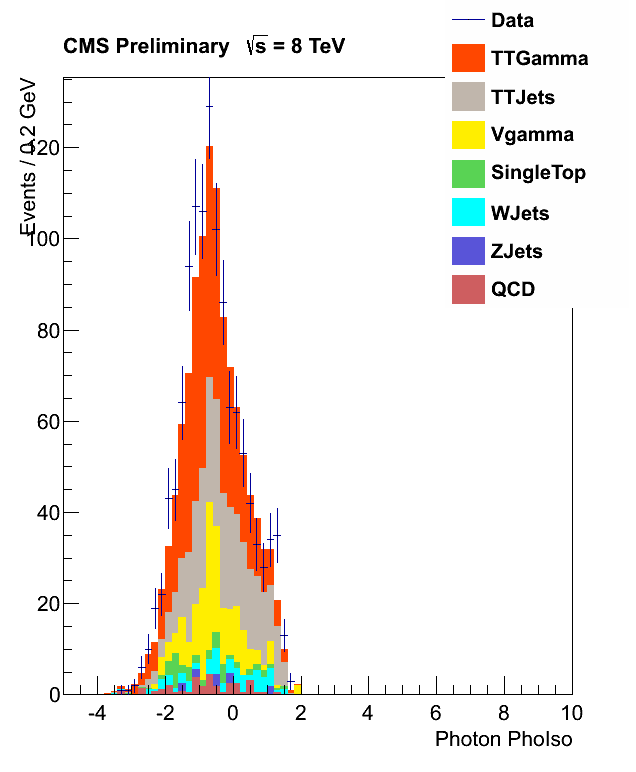 CMS Preliminary √s = 8 TeV
Data
TTGamma
TTJets
Vgamma
SingleTop
WJets
ZJets
QCD
Events / 0.2 GeV
120
100
80
60
40
20
0
-4 -2 0 2 4 6 8 10
Photon PhoIso